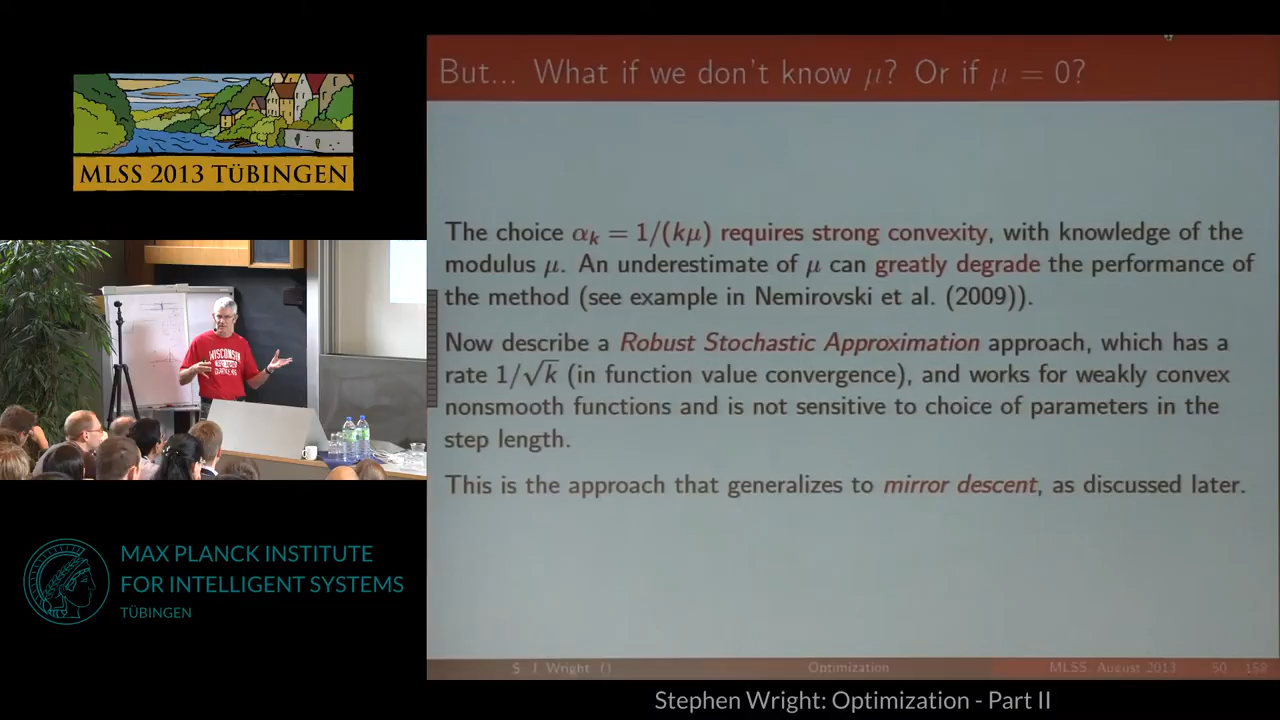 MLSS 2013 TÜBINGEN
WISCONSIN
MAX PLANCK INSTITUTE
FOR INTELLIGENT SYSTEMS
TÜBINGEN
But... What if we don't know μ? Or if μ = 0?
The choice αₖ = 1/(kμ) requires strong convexity, with knowledge of the
modulus μ. An underestimate of μ can greatly degrade the performance of
the method (see example in Nemirovski et al. (2009)).
Now describe a Robust Stochastic Approximation approach, which has a
rate 1/√k (in function value convergence), and works for weakly convex
nonsmooth functions and is not sensitive to choice of parameters in the
step length.
This is the approach that generalizes to mirror descent, as discussed later.
S J Wright () Optimization MLSS August 2013 50 158
Stephen Wright: Optimization - Part II